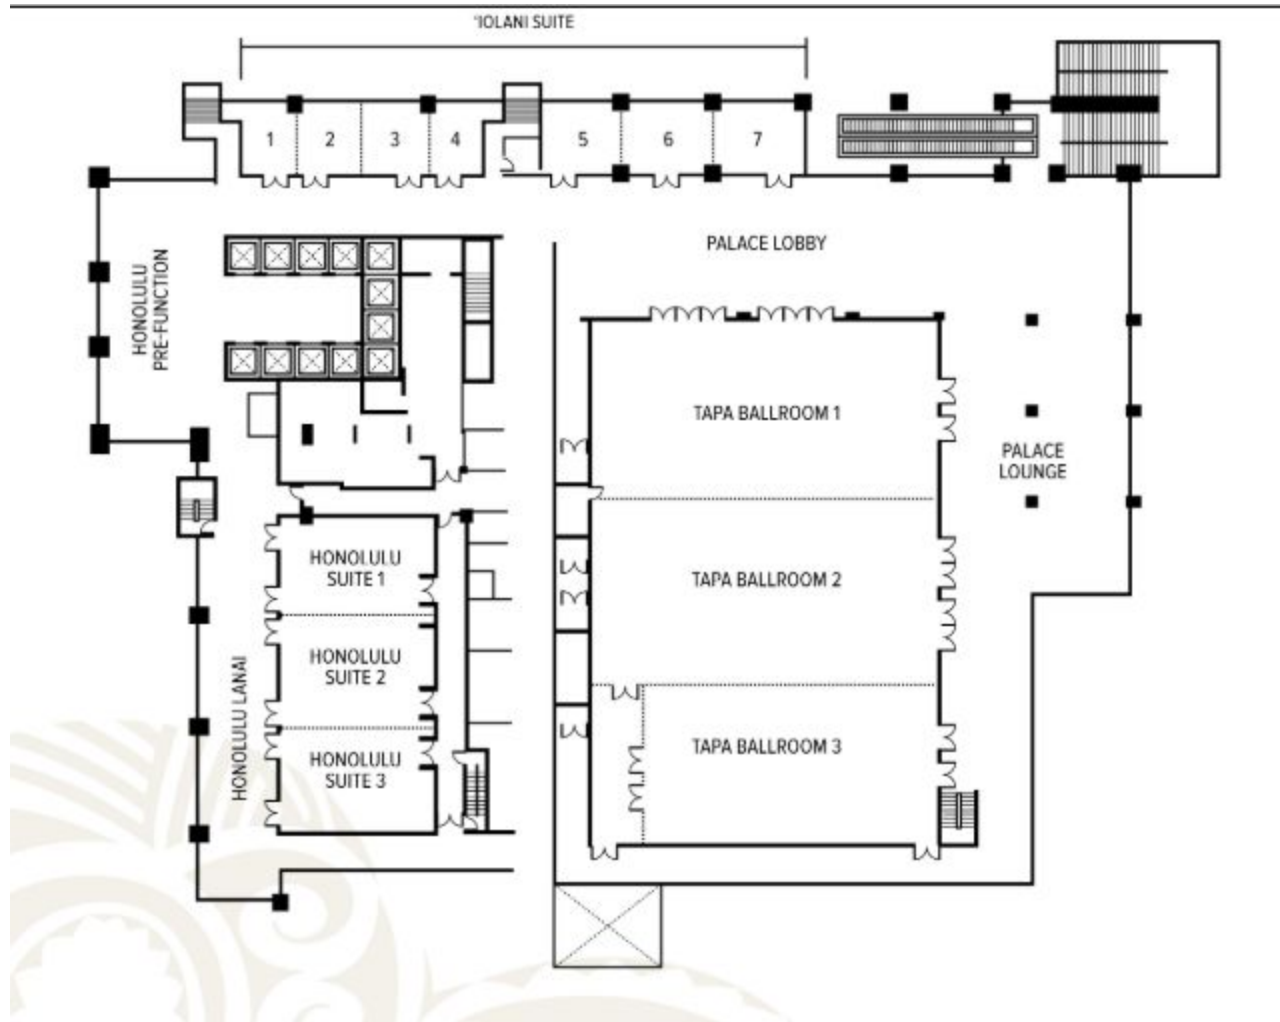 'IOLANI SUITE
1
2
3
4
5
6
7
PALACE LOBBY
HONOLULU
PRE-FUNCTION
TAPA BALLROOM 1
PALACE
LOUNGE
HONOLULU
SUITE 1
TAPA BALLROOM 2
HONOLULU
SUITE 2
HONOLULU LANAI
TAPA BALLROOM 3
HONOLULU
SUITE 3